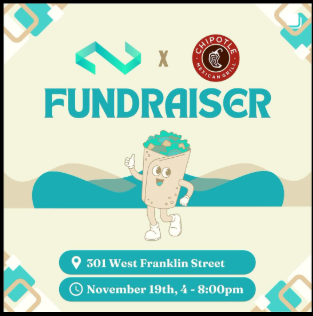 X
CHIPOTLE
MEXICAN GRILL
FUNDRAISER
301 West Franklin Street
November 19th, 4 - 8:00pm